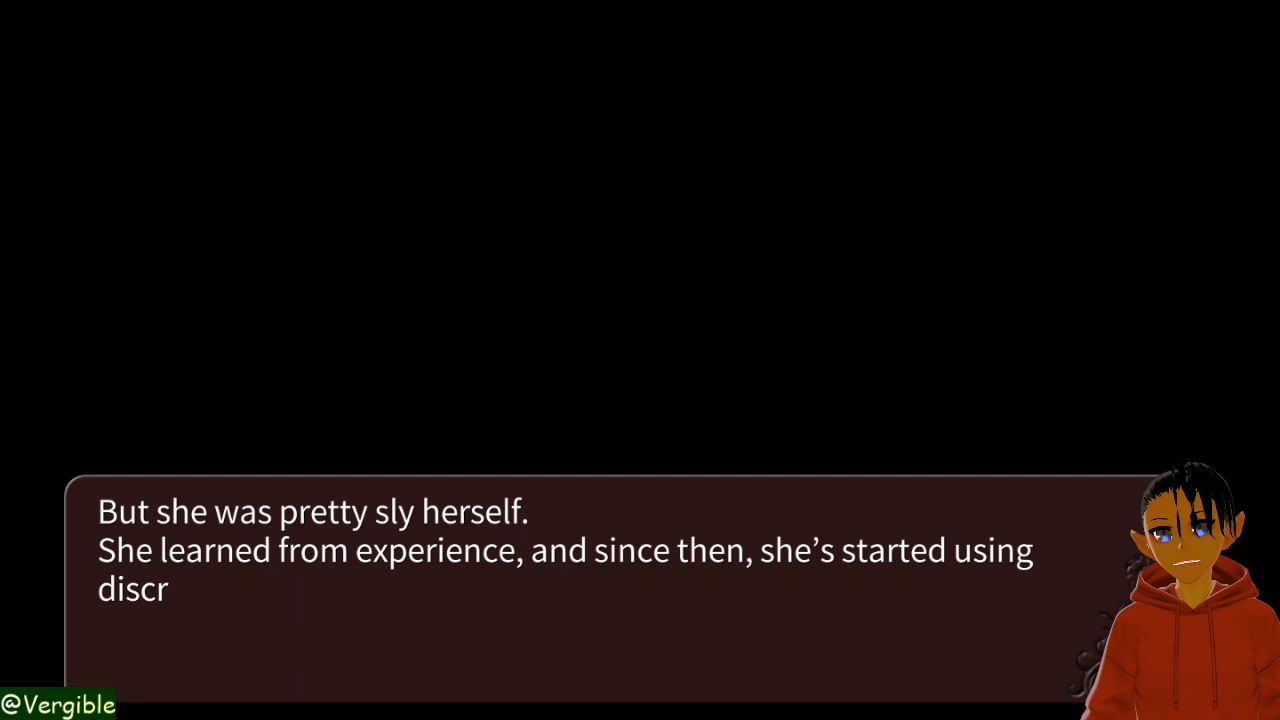 But she was pretty sly herself.
She learned from experience, and since then, she’s started using
discr
@Vergible